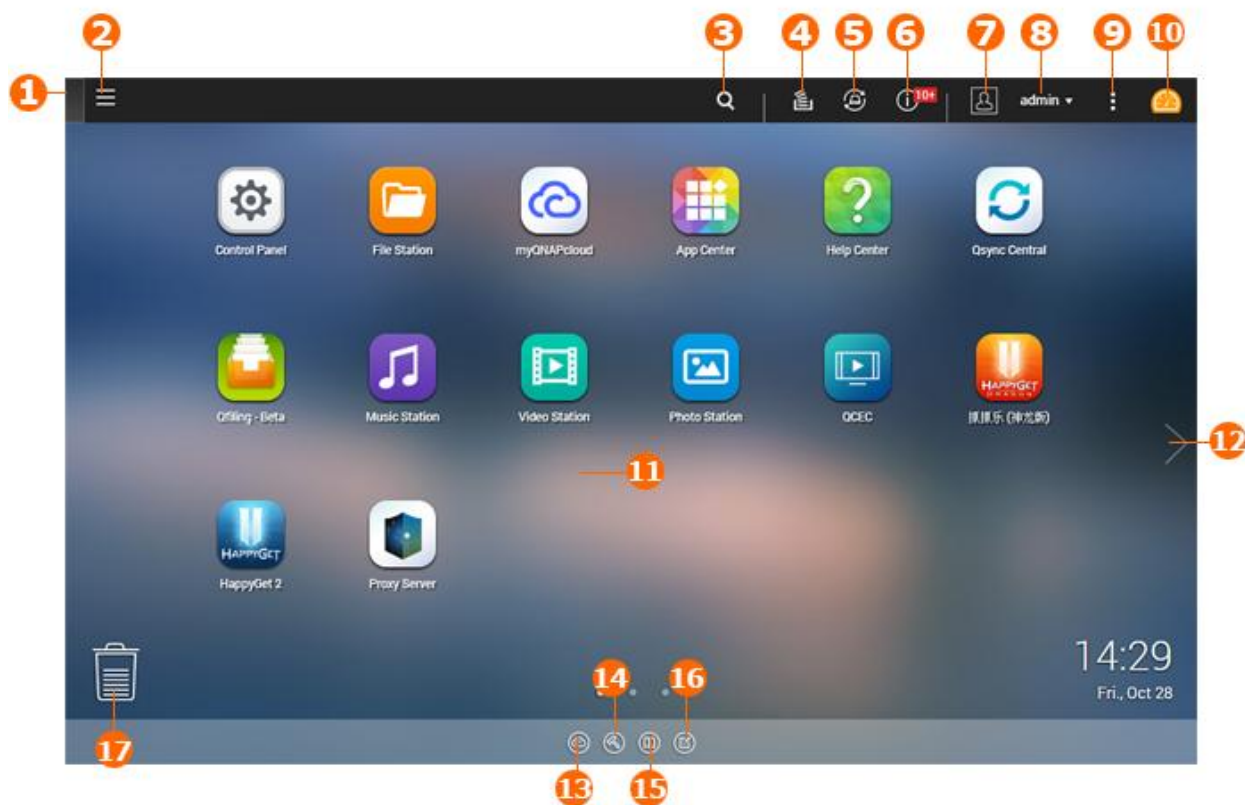 2
3
4
5
6
7
8
9
10
1
10+
admin
Control Panel
File Station
myQNAPcloud
App Center
Help Center
Qsync Central
HAPPYGET
DRAGON
Qfiling - Beta
Music Station
Video Station
Photo Station
QCEC
抓抓乐 (神龙版)
12
11
HAPPYGET
HappyGet 2
Proxy Server
14:29
Fri., Oct 28
14
16
17
13
15